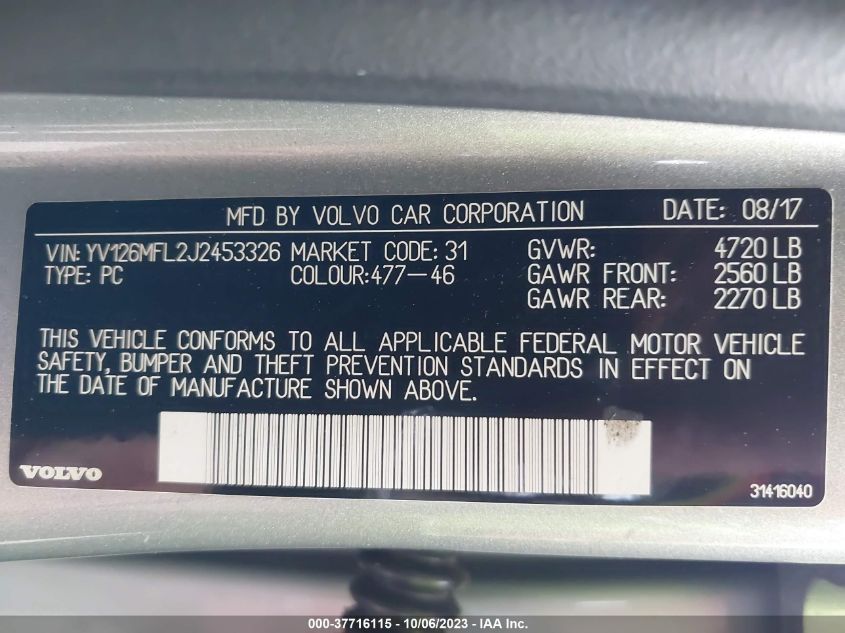 MFD BY VOLVO CAR CORPORATION DATE: 08/17
VIN: YV126MFL2J2453326 MARKET CODE: 31 GVWR: 4720 LB
TYPE: PC COLOUR:477-46 GAWR FRONT: 2560 LB
GAWR REAR: 2270 LB
THIS VEHICLE CONFORMS TO ALL APPLICABLE FEDERAL MOTOR VEHICLE
SAFETY, BUMPER AND THEFT PREVENTION STANDARDS IN EFFECT ON
THE DATE OF MANUFACTURE SHOWN ABOVE.
VOLVO
31416040
000-37716115 - 10/06/2023 - IAA Inc.